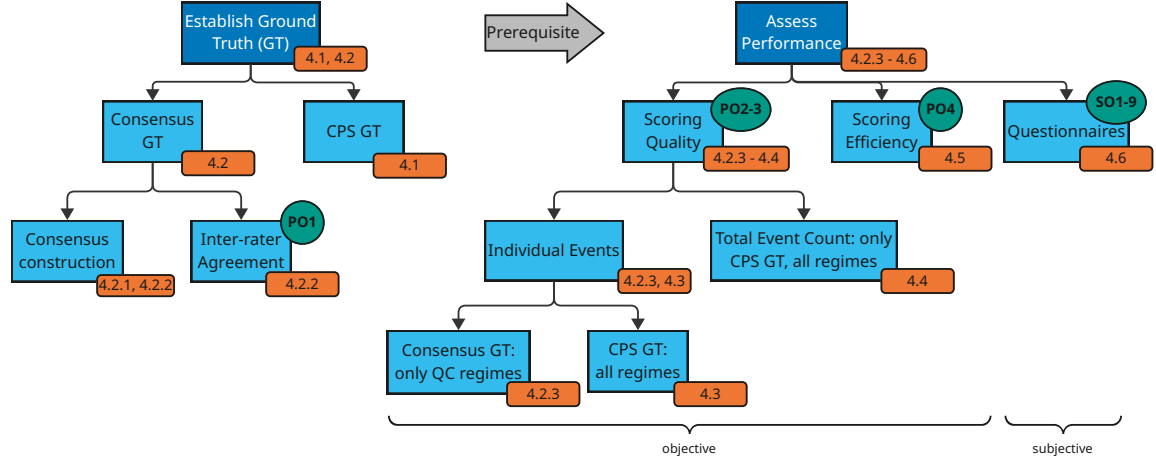 Establish Ground
Truth (GT)
4.1, 4.2
Prerequisite
Assess
Performance
4.2.3 - 4.6
Consensus
GT
4.2
CPS GT
4.1
Scoring
Quality
PO2-3
4.2.3 - 4.4
Scoring
Efficiency
PO4
4.5
Questionnaires
SO1-9
4.6
Consensus
construction
4.2.1, 4.2.2
Inter-rater
Agreement
PO1
4.2.2
Individual Events
4.2.3, 4.3
Total Event Count: only
CPS GT, all regimes
4.4
Consensus GT:
only QC regimes
4.2.3
CPS GT:
all regimes
4.3
objective
subjective